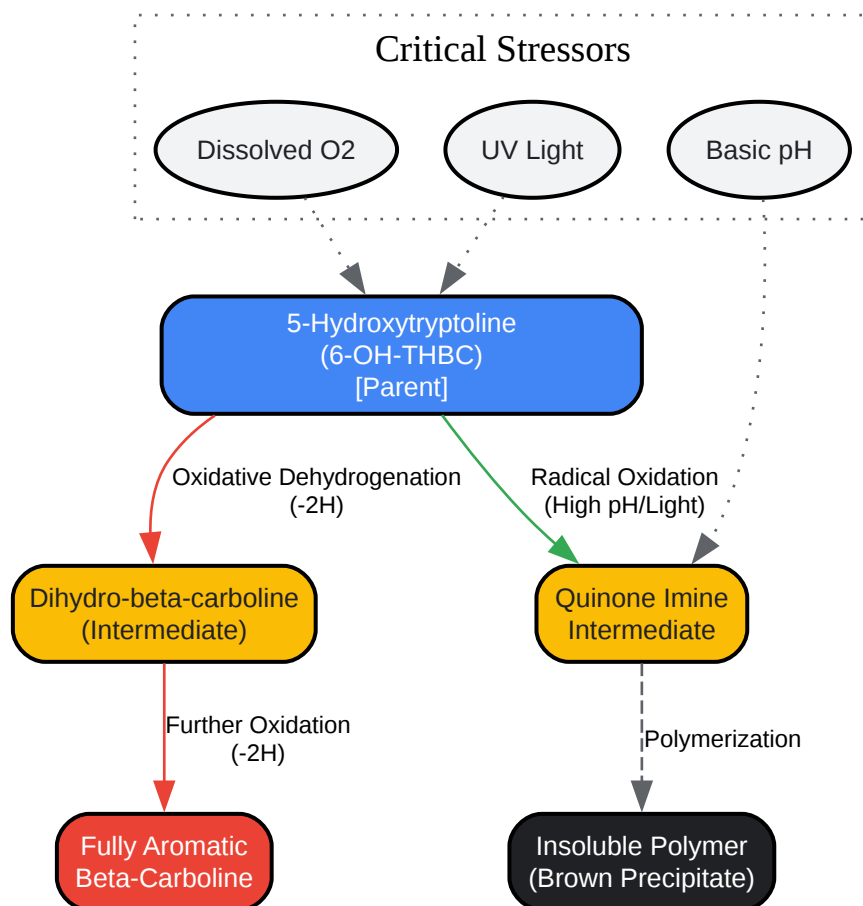 Critical Stressors
Dissolved O2
UV Light
Basic pH
5-Hydroxytryptoline
(6-OH-THBC)
[Parent]
Oxidative Dehydrogenation
(-2H)
Radical Oxidation
(High pH/Light)
Dihydro-beta-carboline
(Intermediate)
Quinone Imine
Intermediate
Further Oxidation
(-2H)
Polymerization
Fully Aromatic
Beta-Carboline
Insoluble Polymer
(Brown Precipitate)